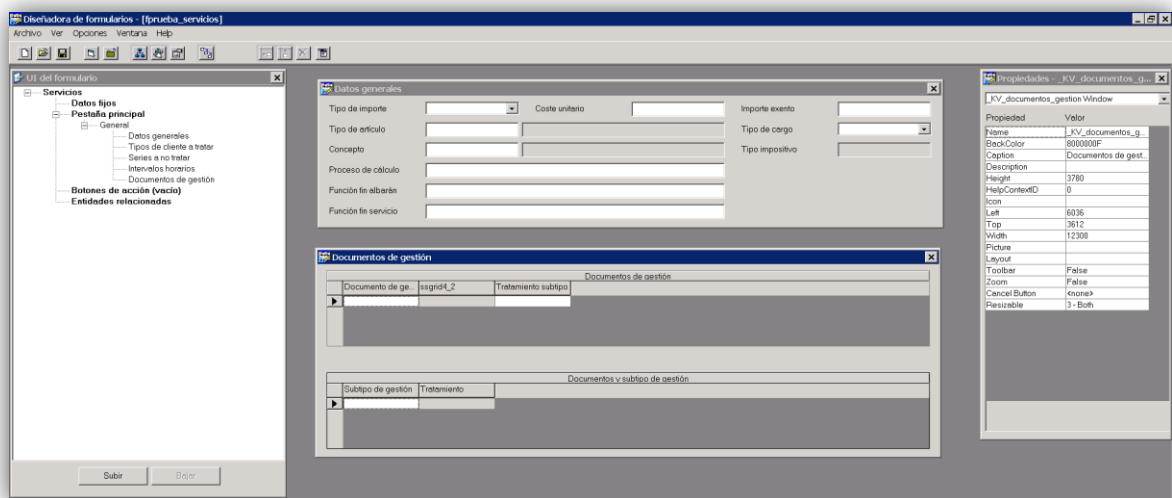 Diseñadora de formularios - [fprueba_servicios]
Archivo Ver Opciones Ventana Help
UI del formulario
Servicios
Datos fijos
Pestaña principal
General
Datos generales
Tipos de cliente a tratar
Series a no tratar
Intervalos horarios
Documentos de gestión
Botones de acción (vacío)
Entidades relacionadas
Subir Bajar
Datos generales
Tipo de importe Coste unitario Importe exento
Tipo de artículo Tipo de cargo
Concepto Tipo impositivo
Proceso de cálculo
Función fin albarán
Función fin servicio
Documentos de gestión
Documentos de gestión
Documento de ge... ssgrid4_2 Tratamiento subtipo
Documentos y subtipo de gestión
Subtipo de gestión Tratamiento
Propiedades - _KV_documentos_g...
_KV_documentos_gestion Window
Propiedad Valor
Name _KV_documentos_g...
BackColor 8000000F
Caption Documentos de gest...
Description
Height 3780
HelpContextID 0
Icon
Left 6036
Top 3612
Width 12300
Picture
Layout
Toolbar False
Zoom False
Cancel Button <none>
Resizable 3 - Both